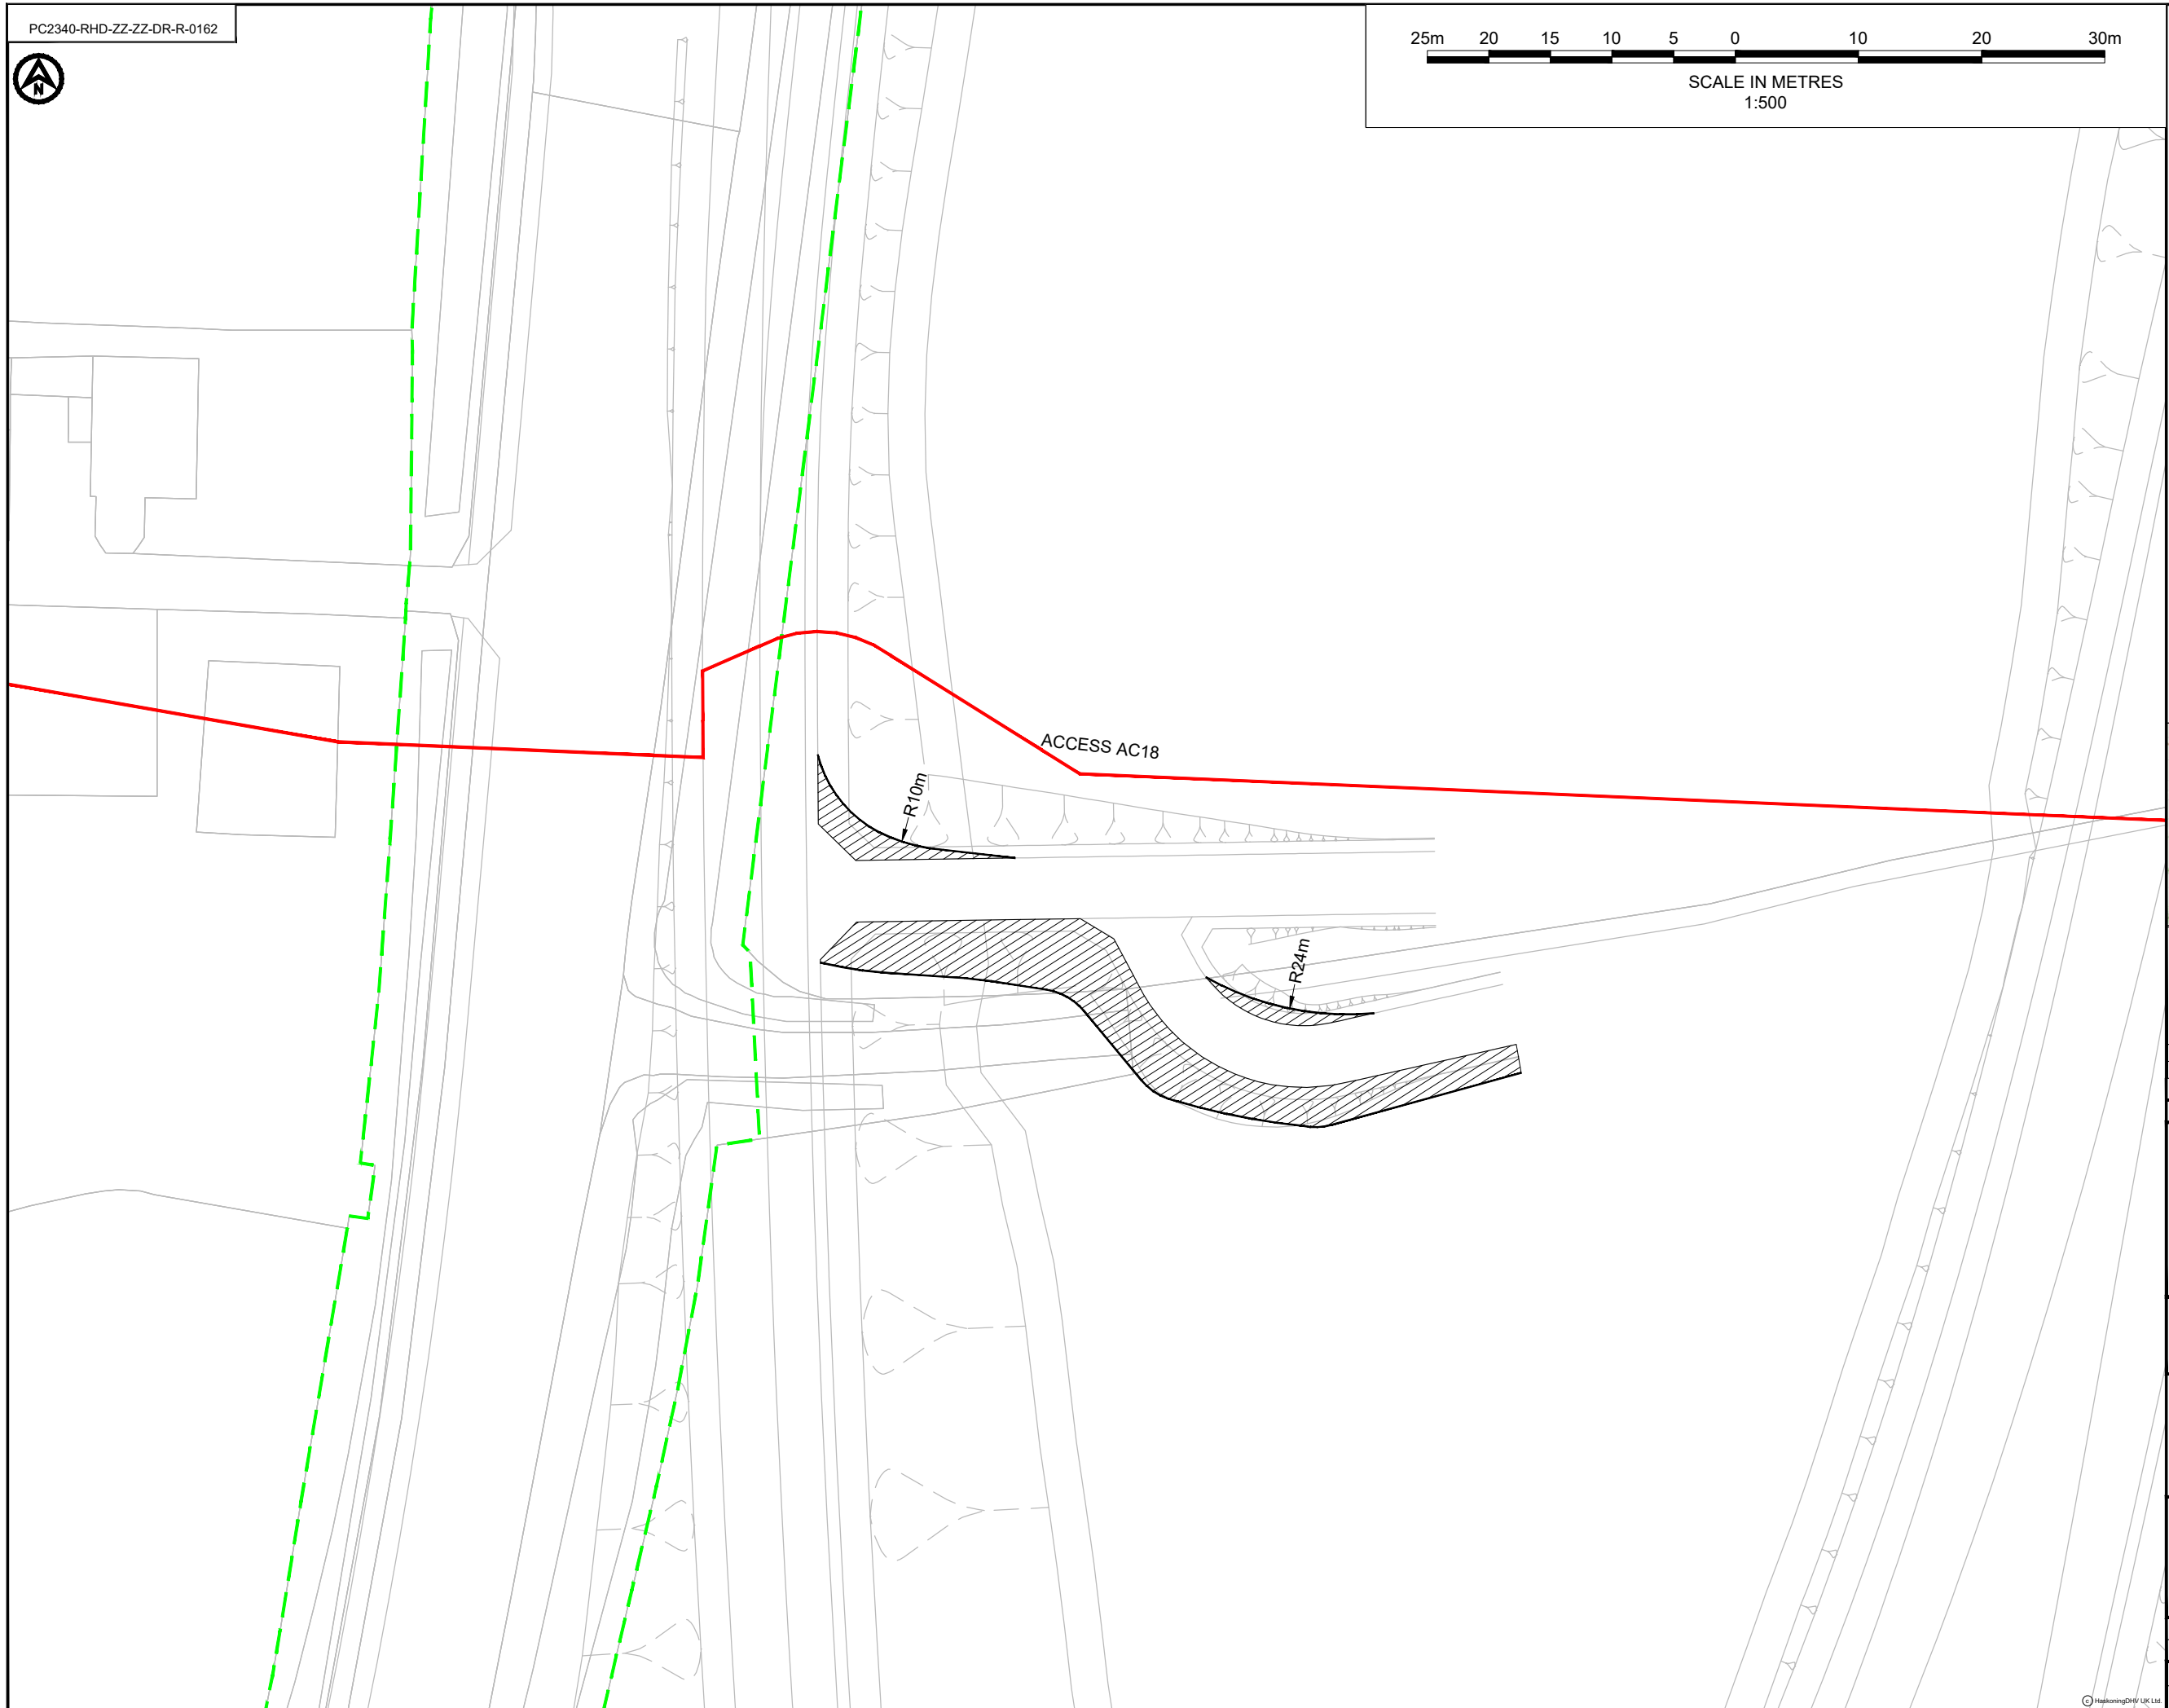 PC2340-RHD-ZZ-ZZ-DR-R-0162
N
25m 20 15 10 5 0 10 20 30m
SCALE IN METRES
1:500
ACCESS AC18
R10m
R24m
© HaskoningDHV UK Ltd.